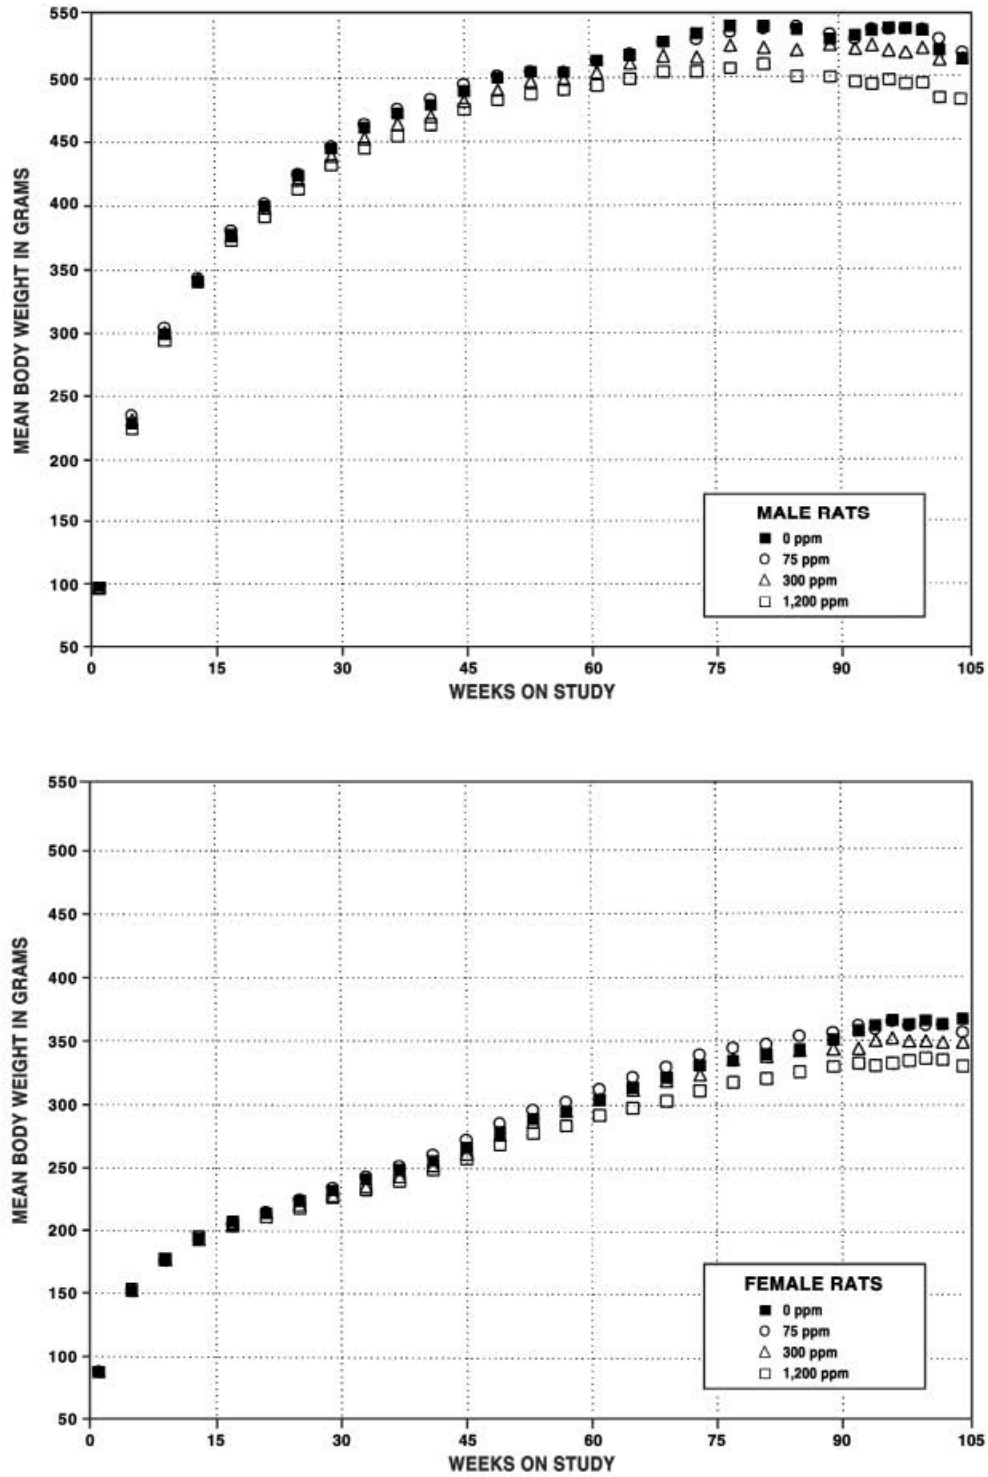 550
500
450
400
350
300
250
200
150
100
50
MEAN BODY WEIGHT IN GRAMS
MALE RATS
0 ppm
75 ppm
300 ppm
1,200 ppm
0 15 30 45 60 75 90 105
WEEKS ON STUDY
550
500
450
400
350
300
250
200
150
100
50
MEAN BODY WEIGHT IN GRAMS
FEMALE RATS
0 ppm
75 ppm
300 ppm
1,200 ppm
0 15 30 45 60 75 90 105
WEEKS ON STUDY